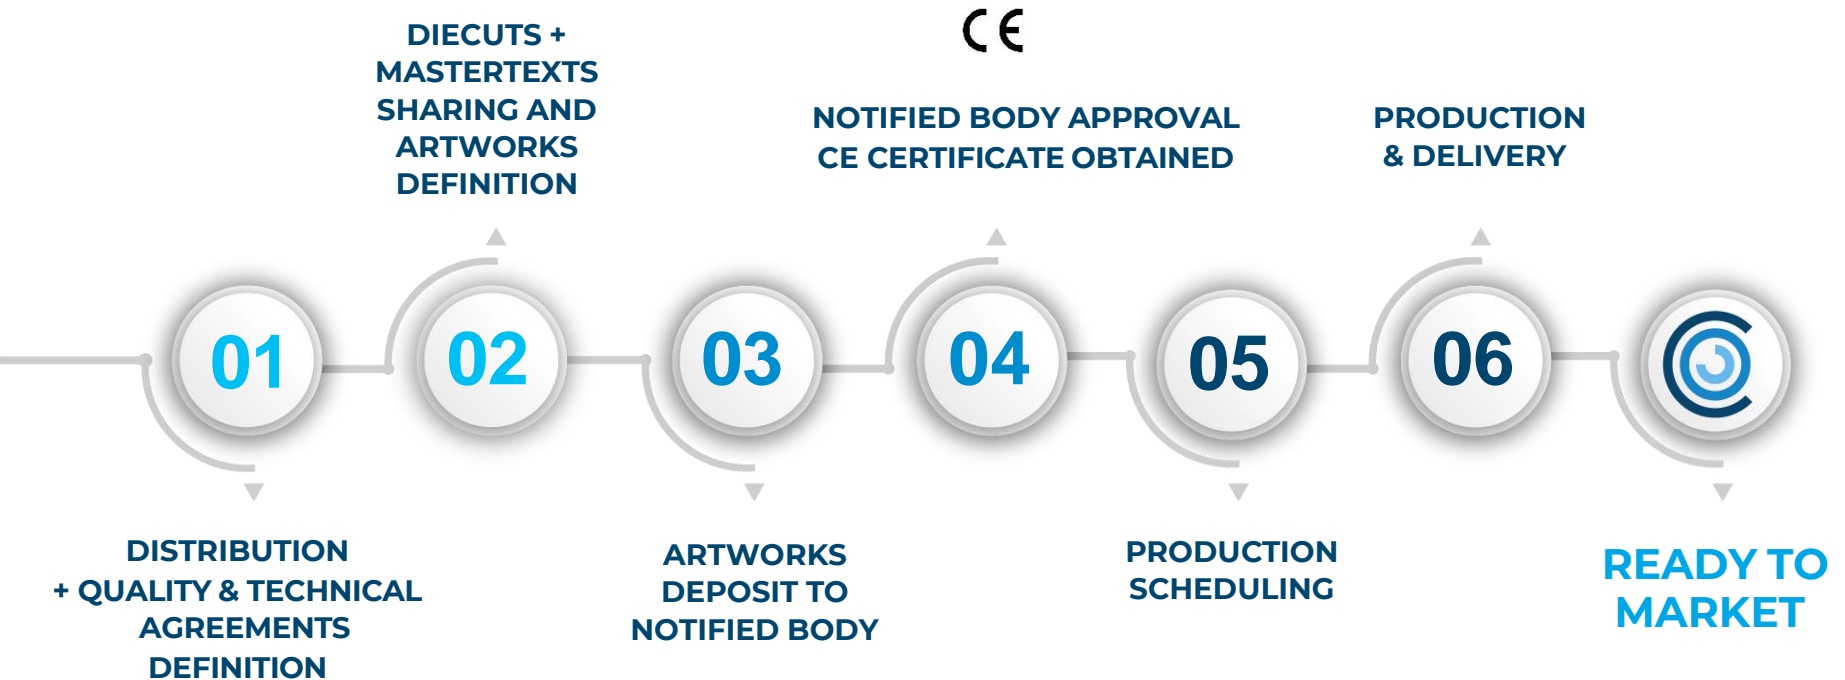 01
DISTRIBUTION
+ QUALITY & TECHNICAL
AGREEMENTS
DEFINITION
02
DIECUTS +
MASTERTEXTS
SHARING AND
ARTWORKS
DEFINITION
03
ARTWORKS
DEPOSIT TO
NOTIFIED BODY
04
CE
NOTIFIED BODY APPROVAL
CE CERTIFICATE OBTAINED
05
PRODUCTION
SCHEDULING
06
PRODUCTION
& DELIVERY
READY TO
MARKET